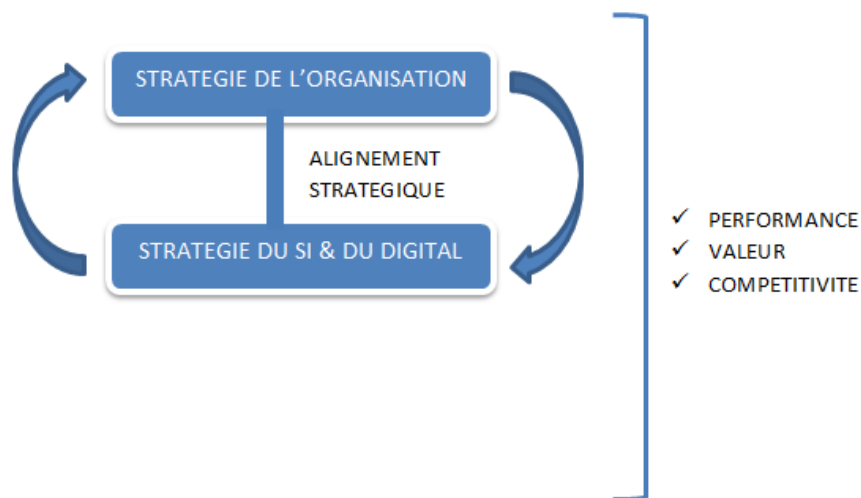 STRATEGIE DE L’ORGANISATION
ALIGNEMENT
STRATEGIQUE
STRATEGIE DU SI & DU DIGITAL
✓ PERFORMANCE
✓ VALEUR
✓ COMPETITIVITE